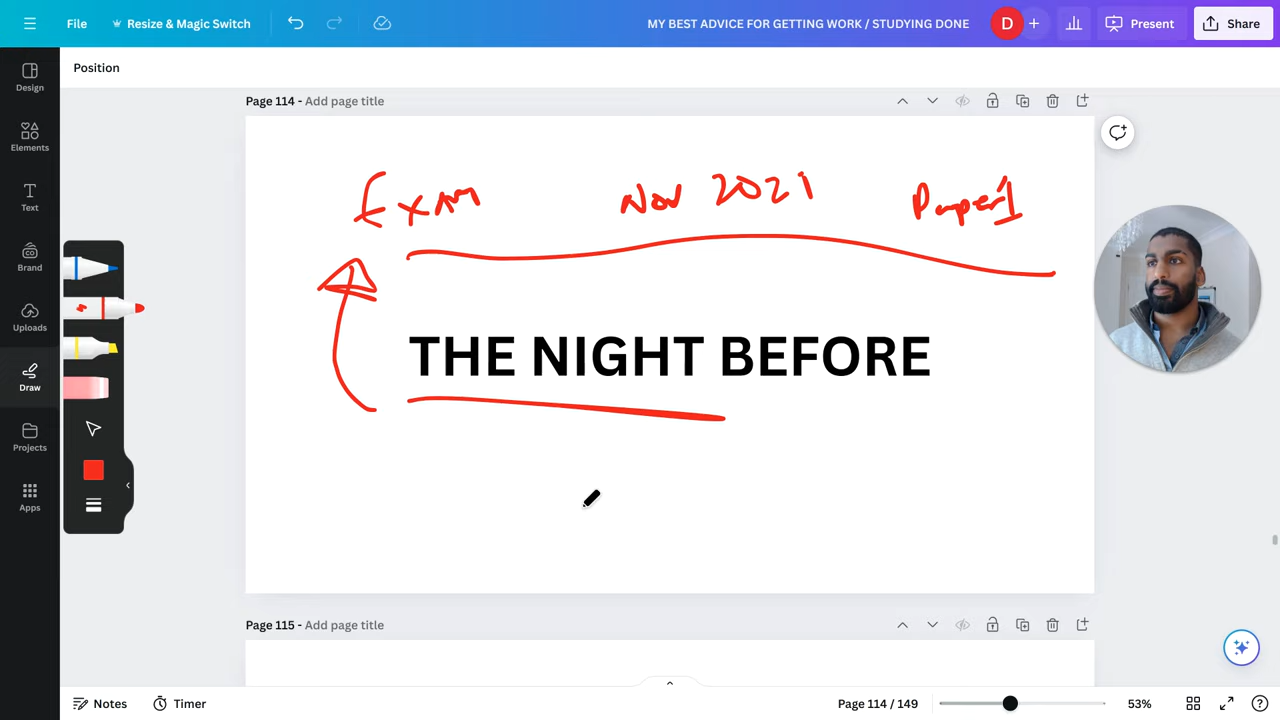 File Resize & Magic Switch MY BEST ADVICE FOR GETTING WORK / STUDYING DONE D + Present Share
Position
Design
Elements
Text
Brand
Uploads
Draw
Projects
Apps
Page 114 - Add page title
Exam Nov 2021 Paper 1
THE NIGHT BEFORE
Page 115 - Add page title
Notes Timer Page 114 / 149 53%